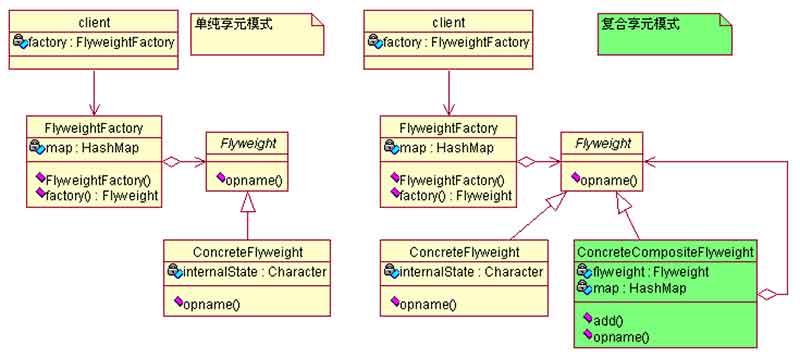 client
factory : FlyweightFactory
单纯享元模式
FlyweightFactory
map : HashMap
FlyweightFactory()
factory() : Flyweight
Flyweight
opname()
ConcreteFlyweight
internalState : Character
opname()
client
factory : FlyweightFactory
复合享元模式
FlyweightFactory
map : HashMap
FlyweightFactory()
factory() : Flyweight
Flyweight
opname()
ConcreteFlyweight
internalState : Character
opname()
ConcreteCompositeFlyweight
flyweight : Flyweight
map : HashMap
add()
opname()